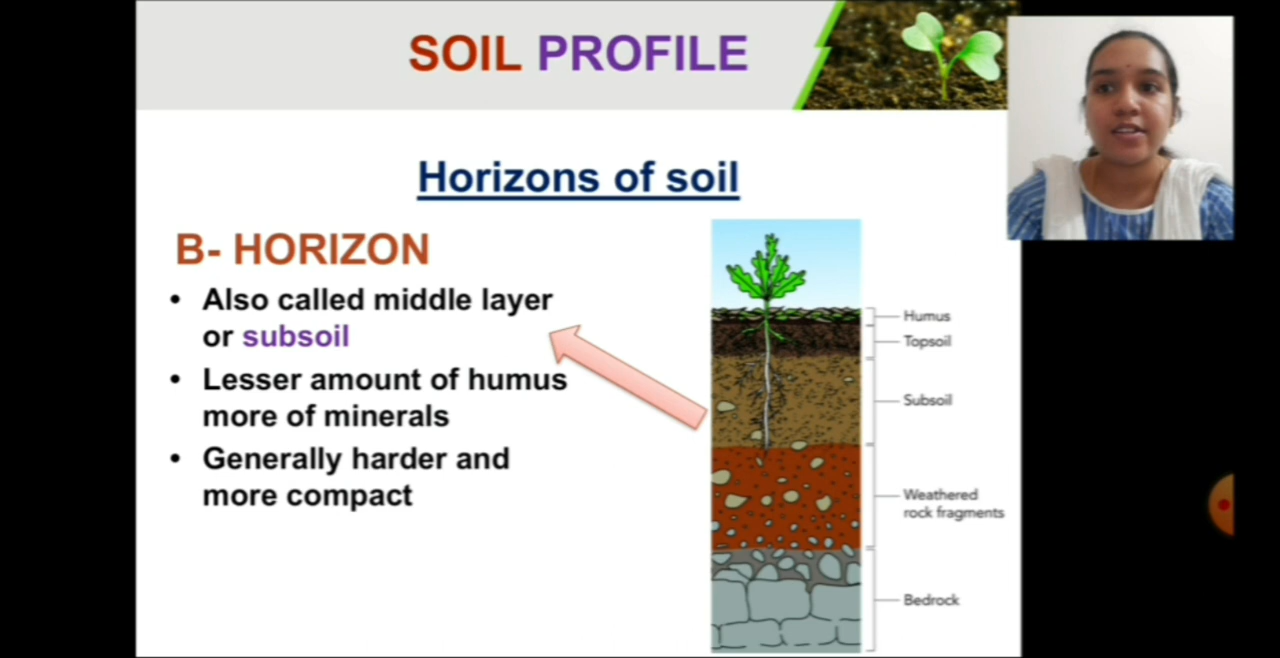 SOIL PROFILE
Horizons of soil
B- HORIZON
• Also called middle layer
or subsoil
• Lesser amount of humus
more of minerals
• Generally harder and
more compact
Humus
Topsoil
Subsoil
Weathered
rock fragments
Bedrock